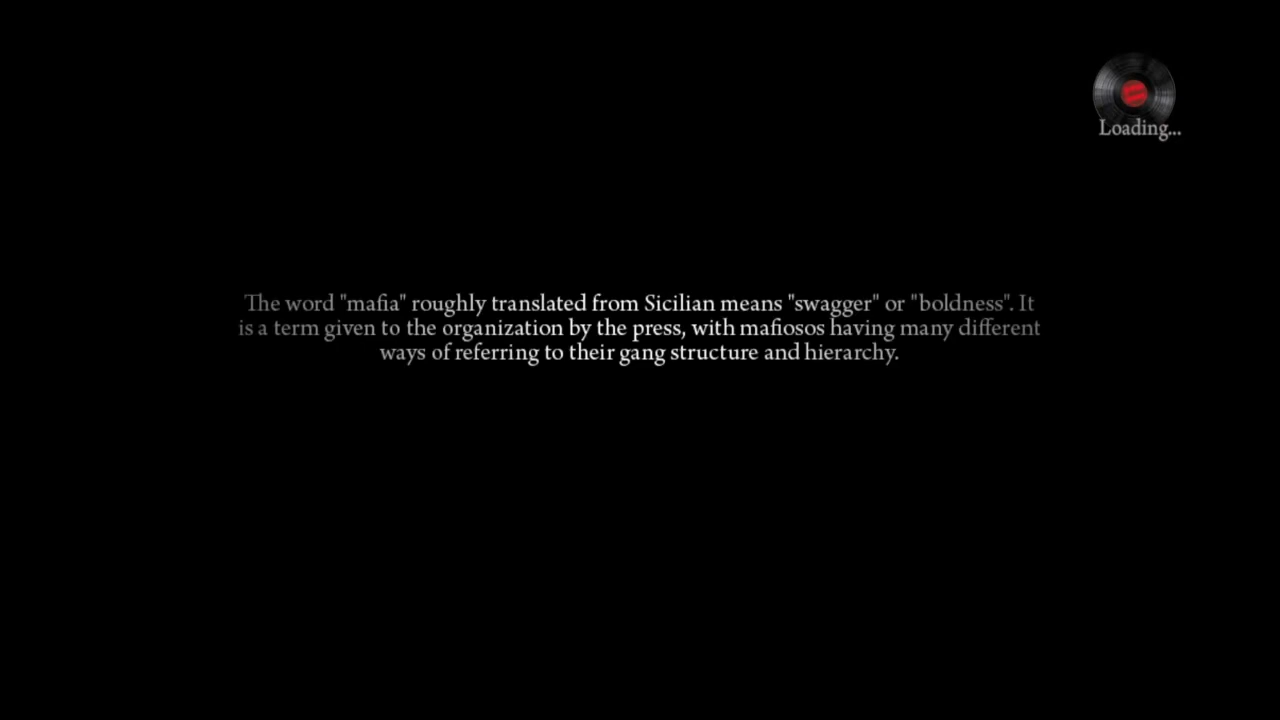 Loading...
The word "mafia" roughly translated from Sicilian means "swagger" or "boldness". It
is a term given to the organization by the press, with mafiosos having many different
ways of referring to their gang structure and hierarchy.